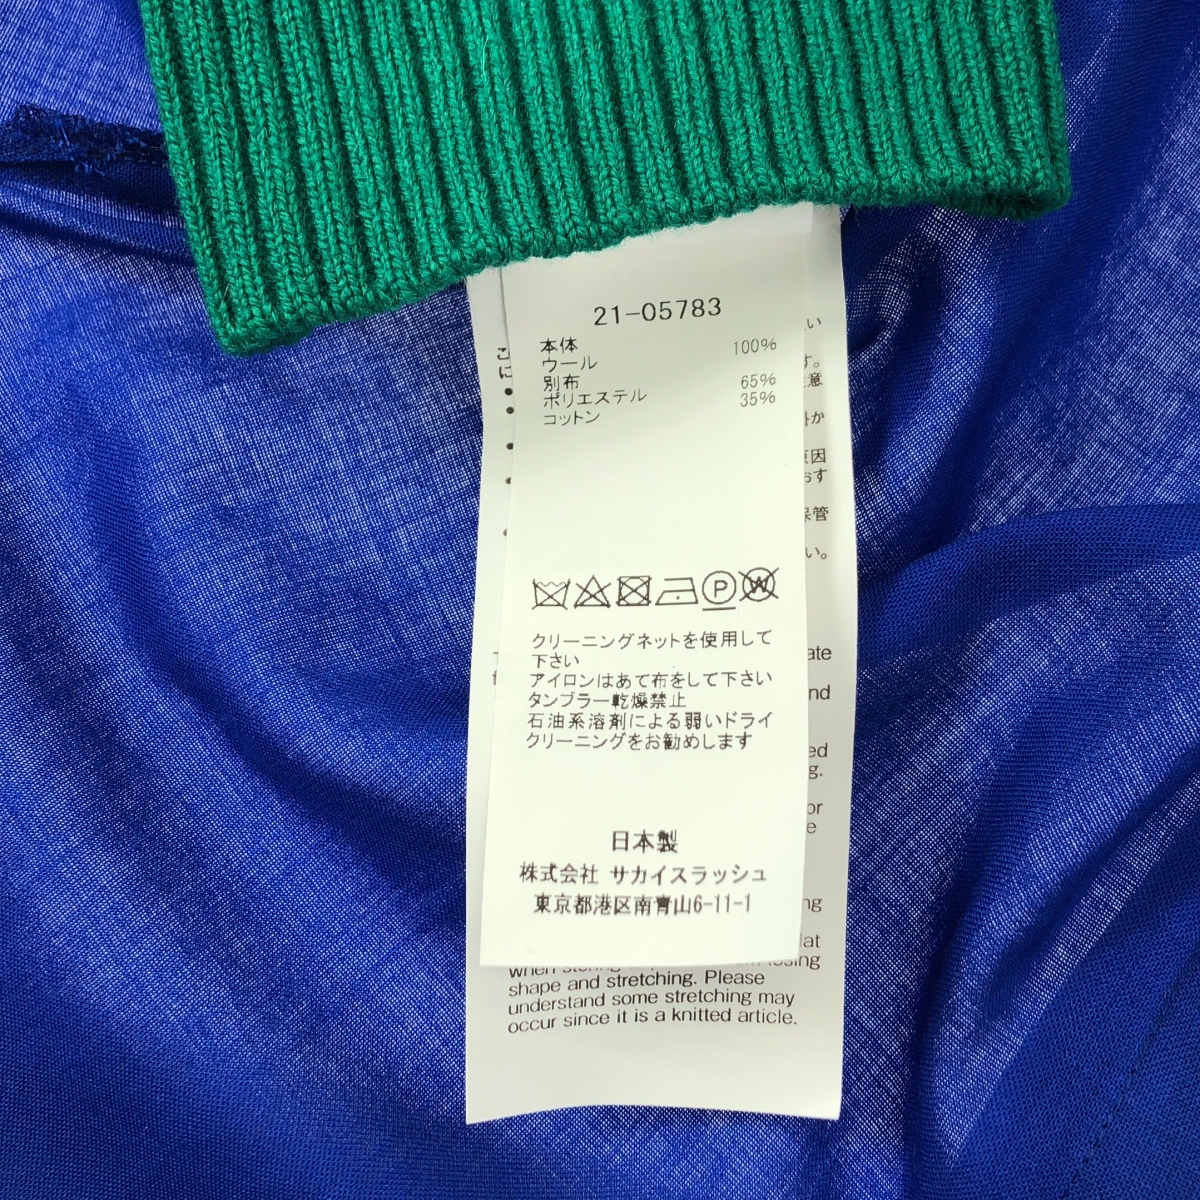 21-05783
本体
ウール 100%
別布
ポリエステル 65%
コットン 35%
P
W
クリーニングネットを使用して
下さい
アイロンはあて布をして下さい
タンブラー乾燥禁止
石油系溶剤による弱いドライ
クリーニングをお勧めします
日本製
株式会社 サカイスラッシュ
東京都港区南青山6-11-1
shape and stretching. Please
understand some stretching may
occur since it is a knitted article.